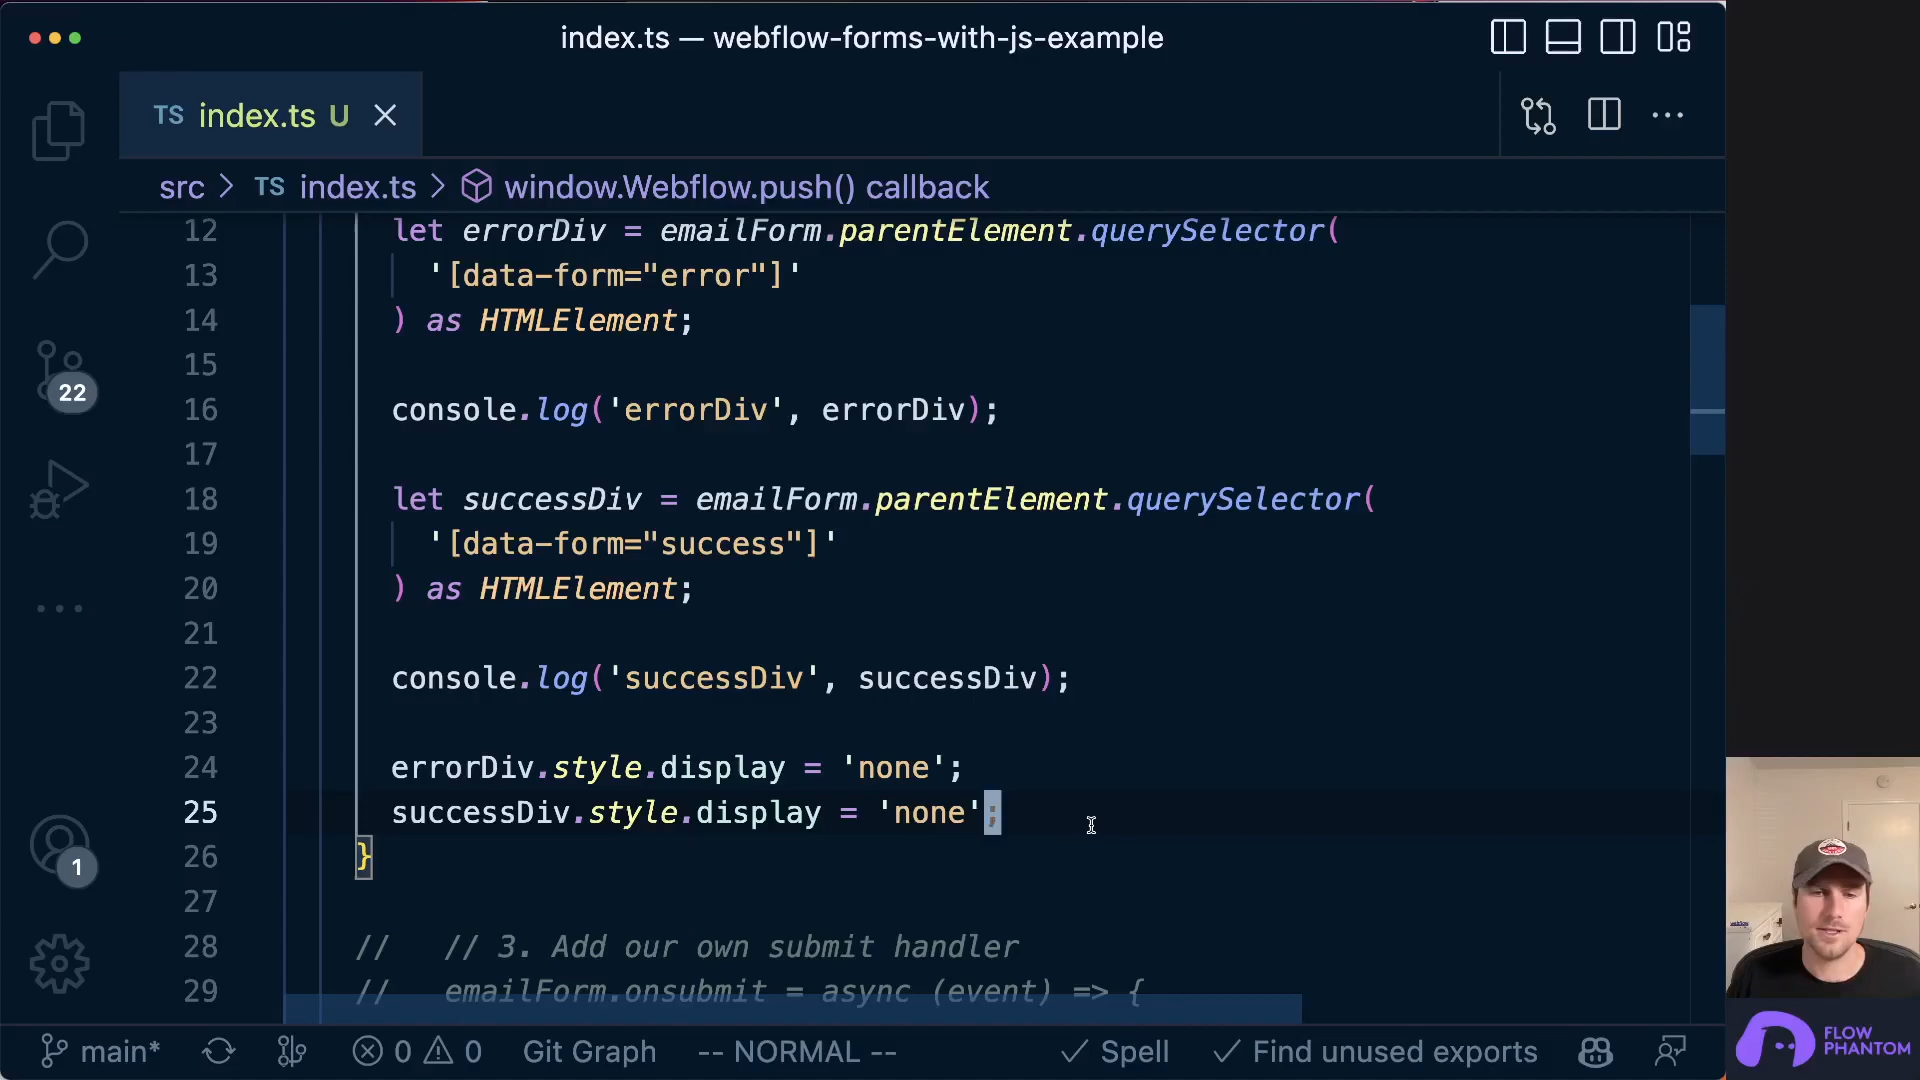 index.ts — webflow-forms-with-js-example
TS index.ts U
src > TS index.ts > window.Webflow.push() callback
12 let errorDiv = emailForm.parentElement.querySelector(
13 '[data-form="error"]'
14 ) as HTMLElement;
15
16 console.log('errorDiv', errorDiv);
17
18 let successDiv = emailForm.parentElement.querySelector(
19 '[data-form="success"]'
20 ) as HTMLElement;
21
22 console.log('successDiv', successDiv);
23
24 errorDiv.style.display = 'none';
25 successDiv.style.display = 'none';
26 }
27
28 // // 3. Add our own submit handler
29 // emailForm.onsubmit = async (event) => {
22
1
main* 0 0 Git Graph -- NORMAL -- Spell Find unused exports
FLOW
PHANTOM